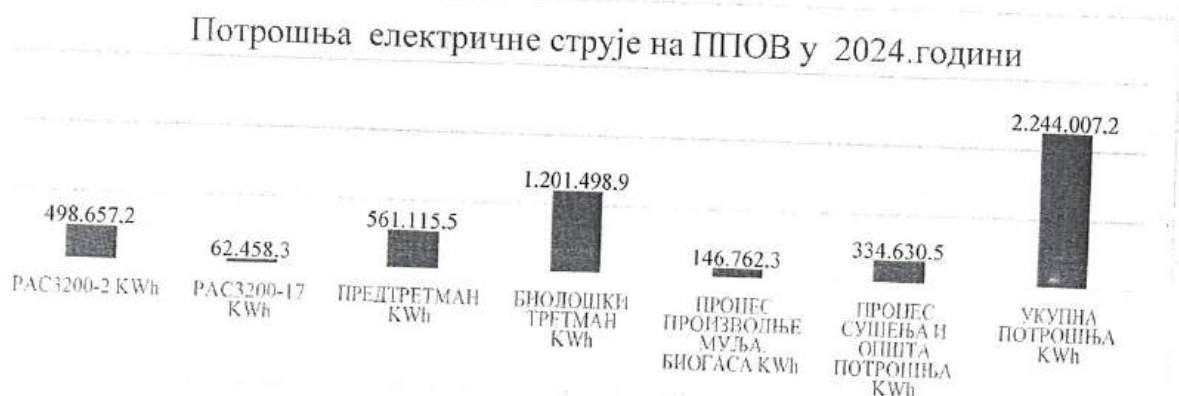 Потрошња електричне струје на ППОВ у 2024.години
498.657.2
62.458.3
561.115.5
1.201.498.9
146.762.3
334.630.5
2.244.007.2
PAC3200-2 KWh
PAC3200-17
KWh
ПРЕДТРЕТМАН
KWh
БИОЛОШКИ
ТРЕТМАН
KWh
ПРОЦЕС
ПРОИЗВОДЊЕ
МУЉА.
БИОГАСА KWh
ПРОЦЕС
СУШЕЊА И
ОПШТА
ПОТРОШЊА
KWh
УКУПНА
ПОТРОШЊА
KWh